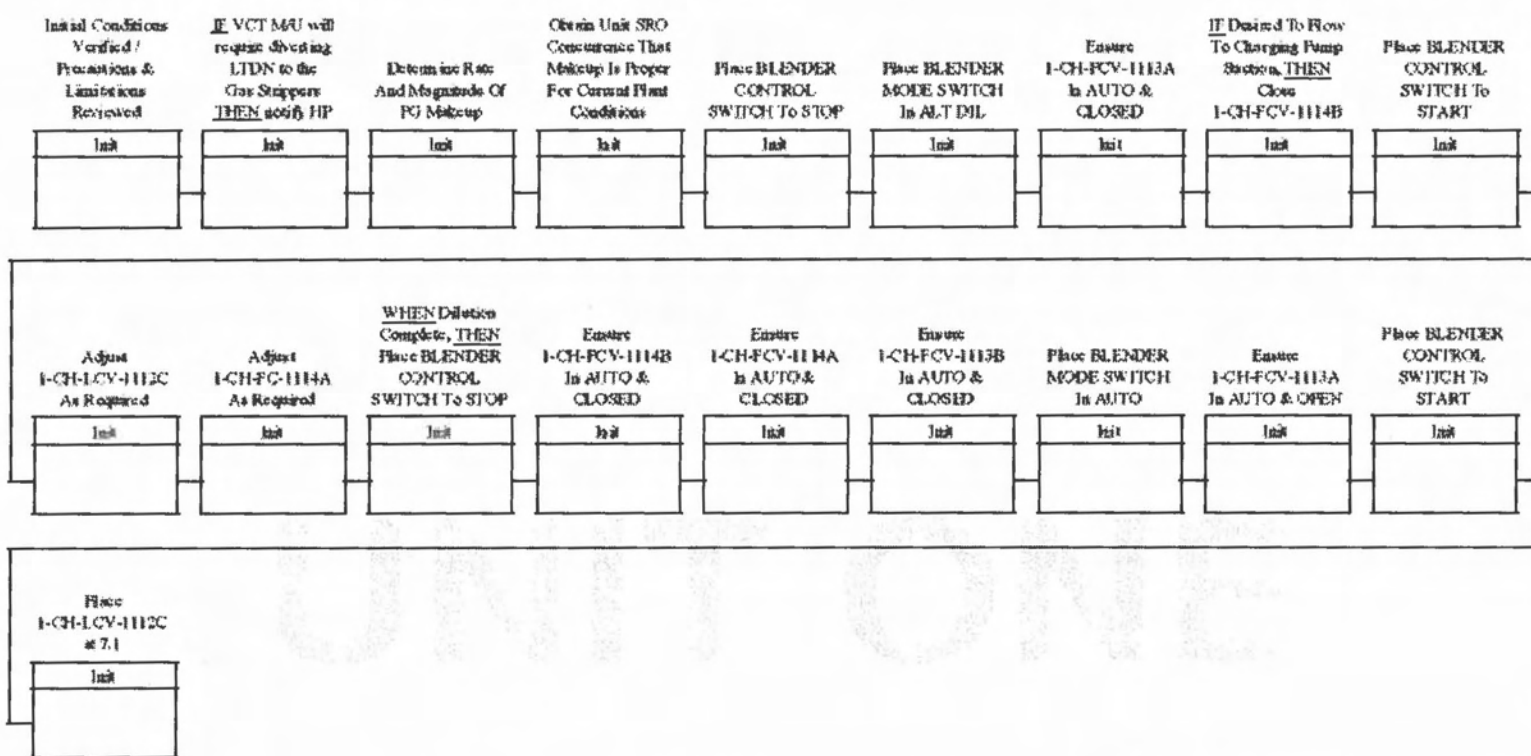 Initial Conditions
Verified /
Precautions &
Limitations
Reviewed
Init
IF VCT M/U will
require diverting
LTDN to the
Gas Strippers
THEN notify HP
Init
Determine Rate
And Magnitude Of
PG Makeup
Init
Obtain Unit SRO
Concurrence That
Makeup Is Proper
For Current Plant
Conditions
Init
Place BLENDER
CONTROL
SWITCH To STOP
Init
Place BLENDER
MODE SWITCH
In ALT DIL
Init
Ensure
1-CH-FCV-1113A
In AUTO &
CLOSED
Init
IF Desired To Flow
To Charging Pump
Suction, THEN
Close
1-CH-FCV-1114B
Init
Place BLENDER
CONTROL
SWITCH To
START
Init
Adjust
1-CH-LCV-1112C
As Required
Init
Adjust
1-CH-FC-1114A
As Required
Init
WHEN Dilution
Complete, THEN
Place BLENDER
CONTROL
SWITCH To STOP
Init
Ensure
1-CH-FCV-1114B
In AUTO &
CLOSED
Init
Ensure
1-CH-FCV-1114A
In AUTO &
CLOSED
Init
Ensure
1-CH-FCV-1113B
In AUTO &
CLOSED
Init
Place BLENDER
MODE SWITCH
In AUTO
Init
Ensure
1-CH-FCV-1113A
In AUTO & OPEN
Init
Place BLENDER
CONTROL
SWITCH To
START
Init
Place
1-CH-LCV-1112C
at 7.1
Init
UNIT ONE